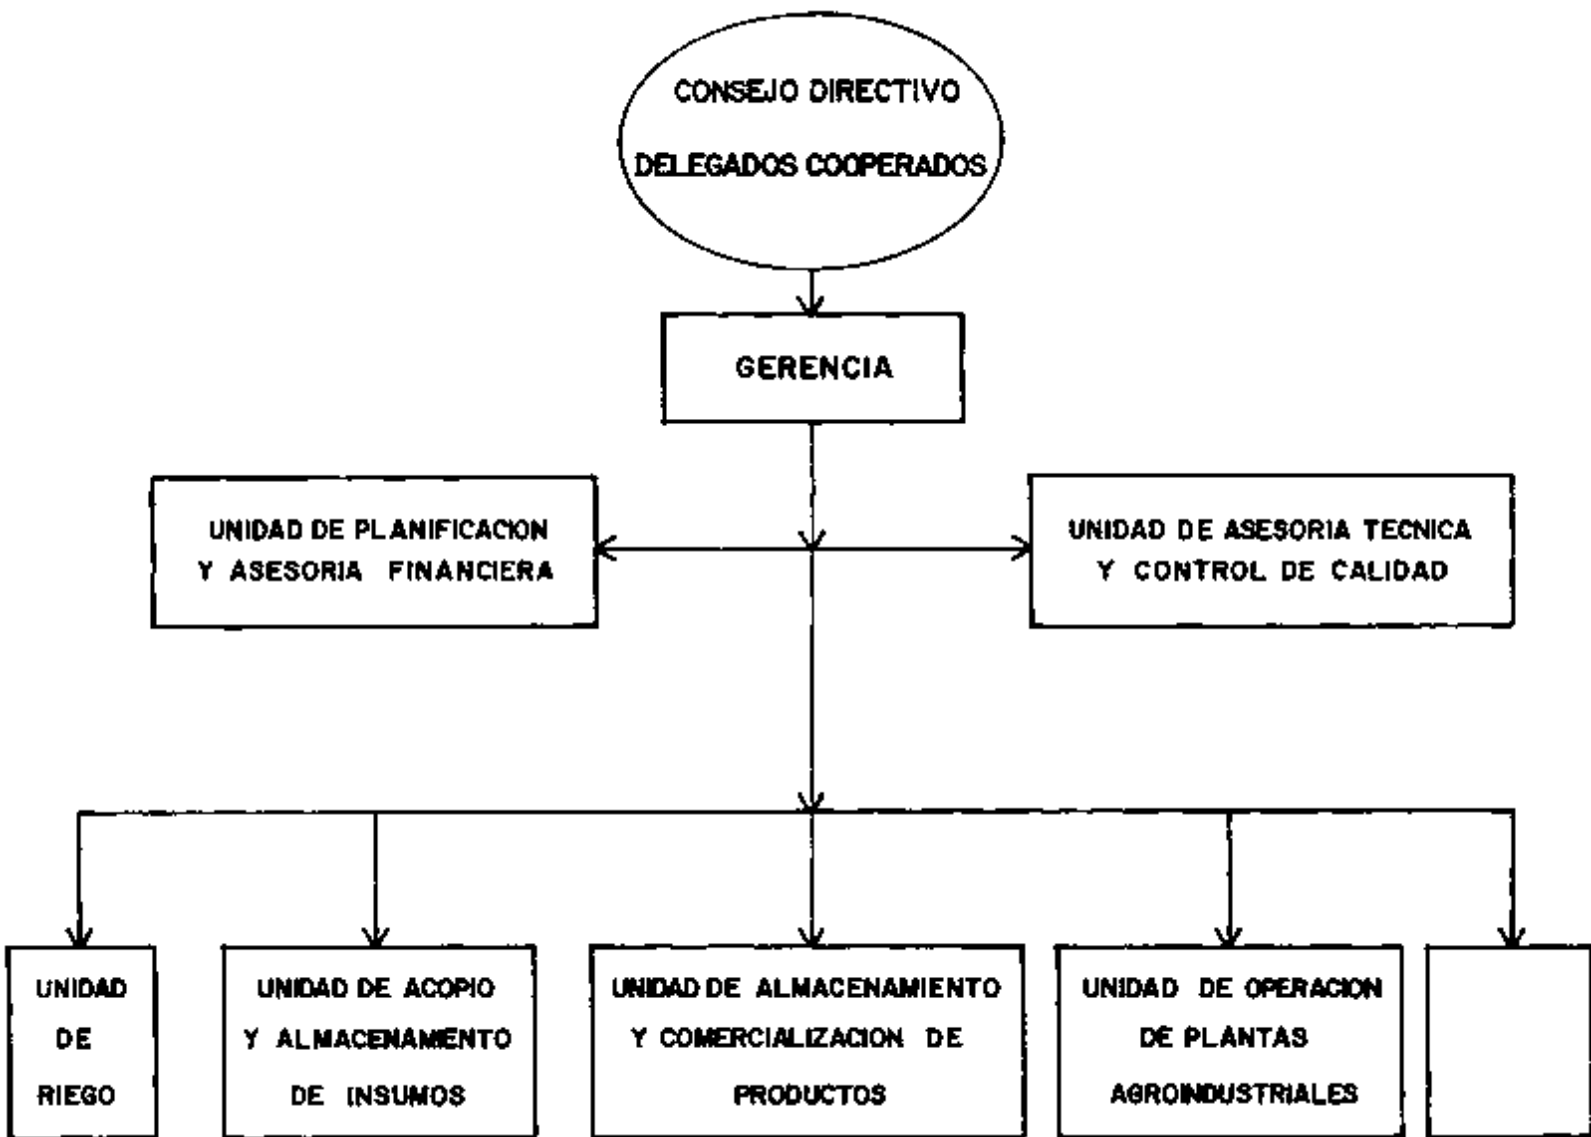 CONSEJO DIRECTIVO
DELEGADOS COOPERADOS
GERENCIA
UNIDAD DE PLANIFICACION
Y ASESORIA FINANCIERA
UNIDAD DE ASESORIA TECNICA
Y CONTROL DE CALIDAD
UNIDAD
DE
RIEGO
UNIDAD DE ACOPIO
Y ALMACENAMIENTO
DE INSUMOS
UNIDAD DE ALMACENAMIENTO
Y COMERCIALIZACION DE
PRODUCTOS
UNIDAD DE OPERACION
DE PLANTAS
AGROINDUSTRIALES